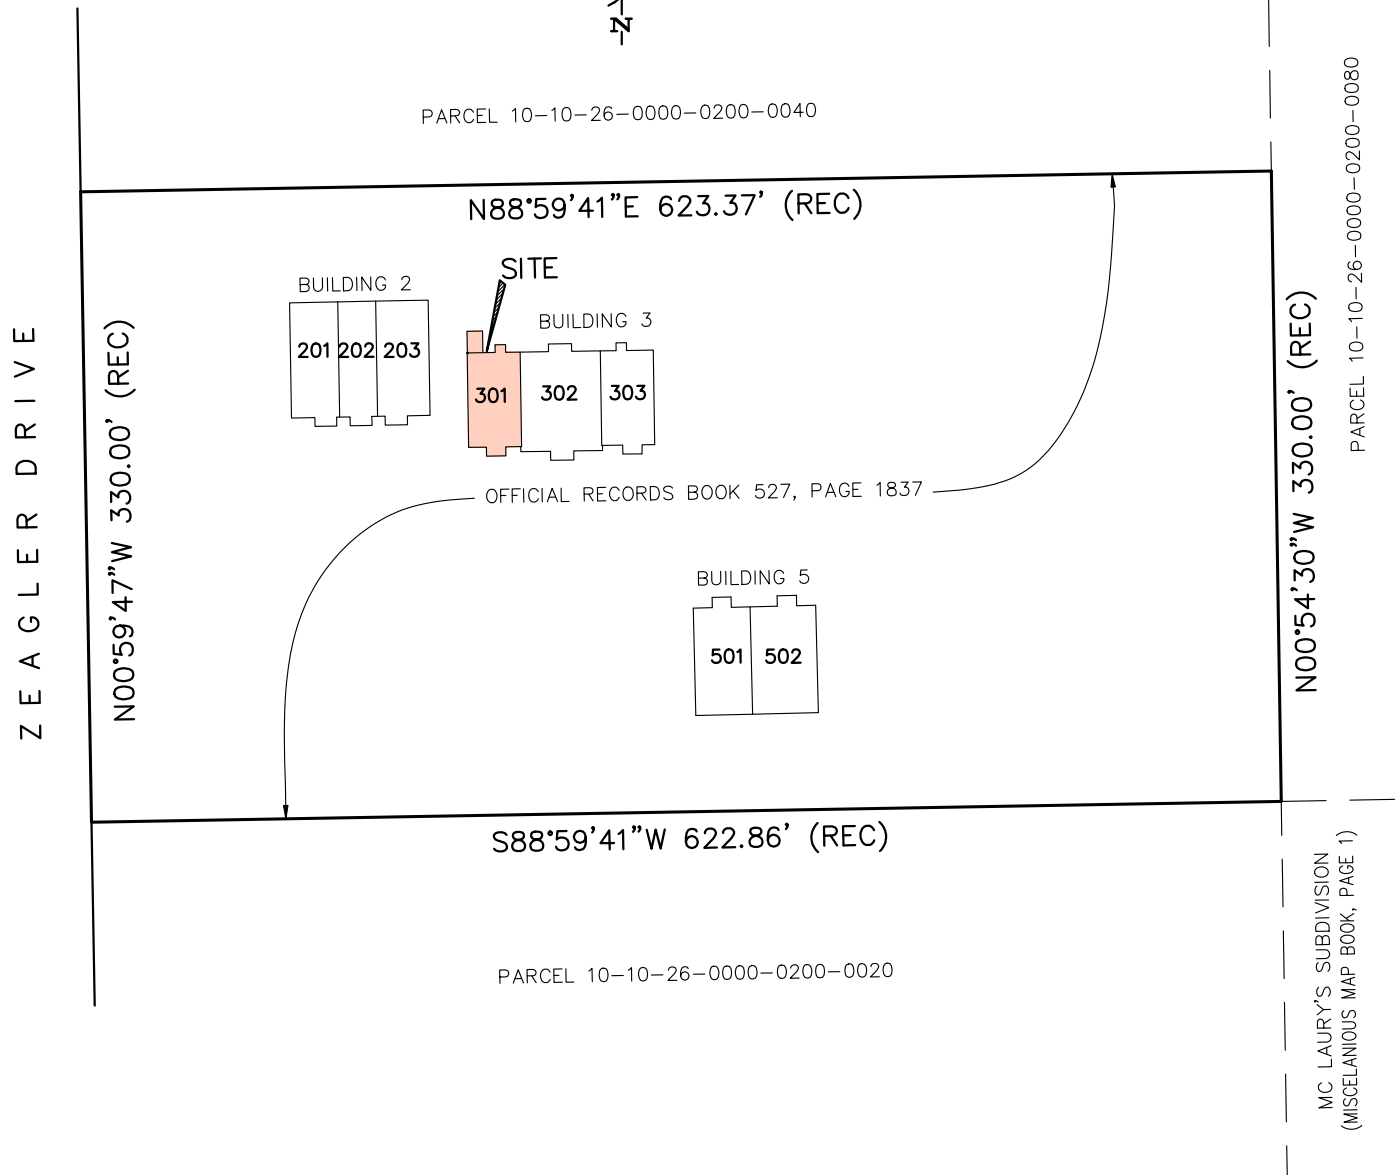 N
PARCEL 10-10-26-0000-0200-0040
PARCEL 10-10-26-0000-0200-0080
N88°59'41"E 623.37' (REC)
SITE
BUILDING 2
BUILDING 3
201 202 203
301 302 303
ZEAGLER DRIVE
N00°59'47"W 330.00' (REC)
N00°54'30"W 330.00' (REC)
OFFICIAL RECORDS BOOK 527, PAGE 1837
BUILDING 5
501 502
S88°59'41"W 622.86' (REC)
PARCEL 10-10-26-0000-0200-0020
MC LAURY'S SUBDIVISION
(MISCELANIOUS MAP BOOK, PAGE 1)